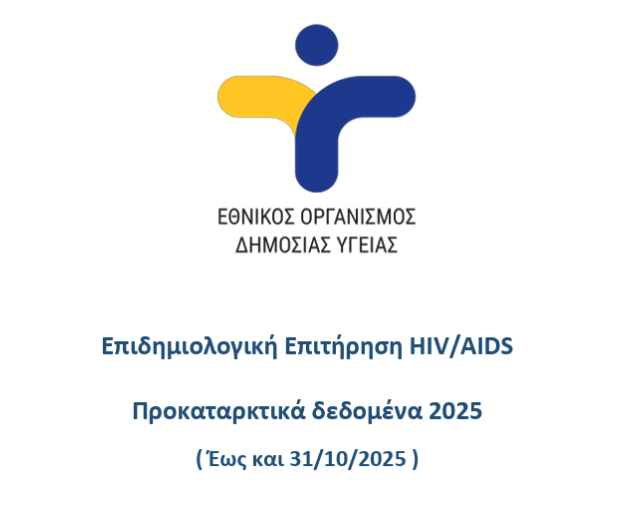 ΕΘΝΙΚΟΣ ΟΡΓΑΝΙΣΜΟΣ
ΔΗΜΟΣΙΑΣ ΥΓΕΙΑΣ
Επιδημιολογική Επιτήρηση HIV/AIDS
Προκαταρκτικά δεδομένα 2025
( Έως και 31/10/2025 )